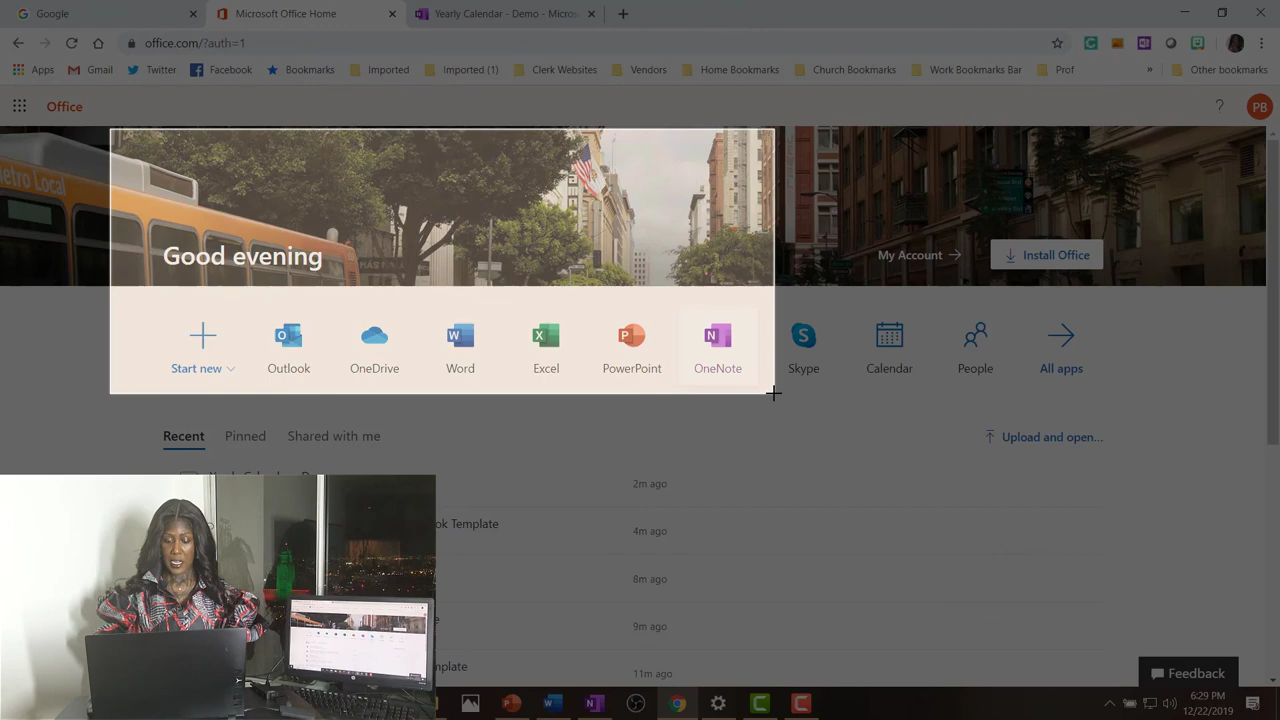 Google
Microsoft Office Home
Yearly Calendar - Demo - Micros
office.com/?auth=1
Apps
Gmail
Twitter
Facebook
Bookmarks
Imported
Imported (1)
Clerk Websites
Vendors
Home Bookmarks
Church Bookmarks
Work Bookmarks Bar
Prof
»
Other bookmarks
Office
?
PB
Metro Local
Good evening
My Account
Install Office
Start new
Outlook
OneDrive
Word
Excel
PowerPoint
OneNote
Skype
Calendar
People
All apps
Recent
Pinned
Shared with me
Upload and open...
2m ago
ok Template
4m ago
8m ago
9m ago
mplate
11m ago
Feedback
6:29 PM
12/22/2019